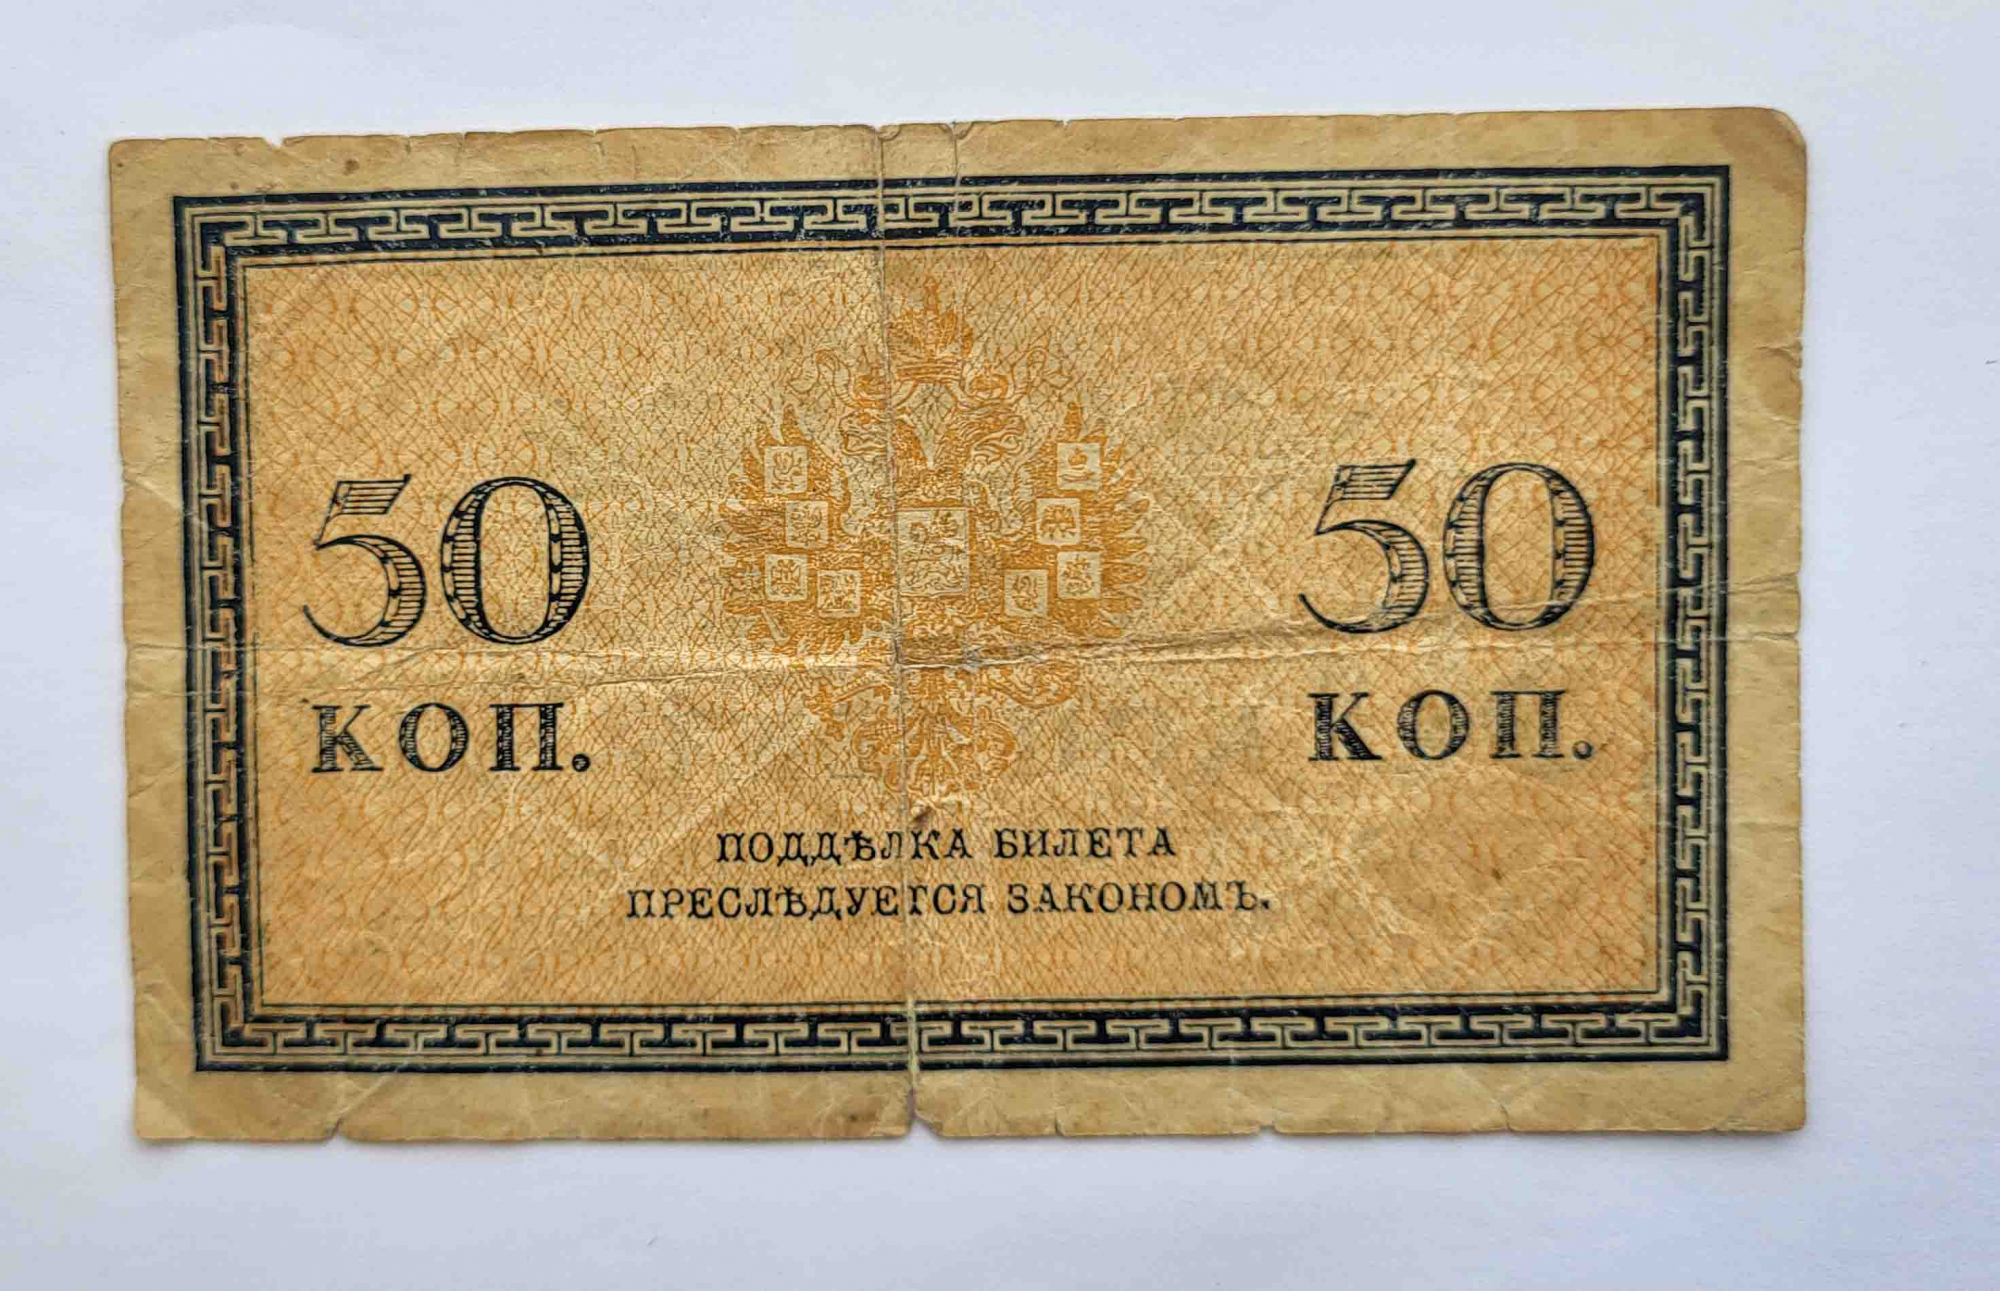 50 50
КОП. КОП.
ПОДДѢЛКА БИЛЕТА
ПРЕСЛѢДУЕТСЯ ЗАКОНОМЪ.